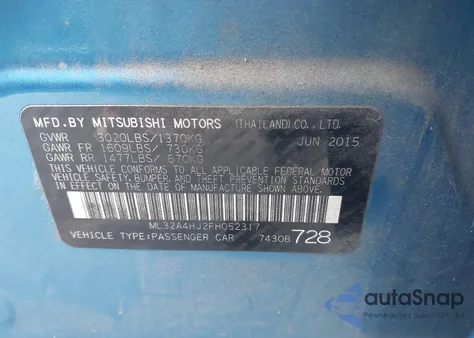 MFD.BY MITSUBISHI MOTORS (THAILAND)CO., LTD.
GVWR 3020LBS/1370KG JUN 2015
GAWR FR 1609LBS/ 730KG
GAWR RR 1477LBS/ 670KG
THIS VEHICLE CONFORMS TO ALL APPLICABLE U.S. FEDERAL MOTOR
VEHICLE SAFETY, BUMPER, AND THEFT PREVENTION STANDARDS IN
EFFECT ON THE DATE OF MANUFACTURE SHOWN ABOVE.
ML32A4HJ2FH052317
VEHICLE TYPE:PASSENGER CAR 7430B 728
autoSnap